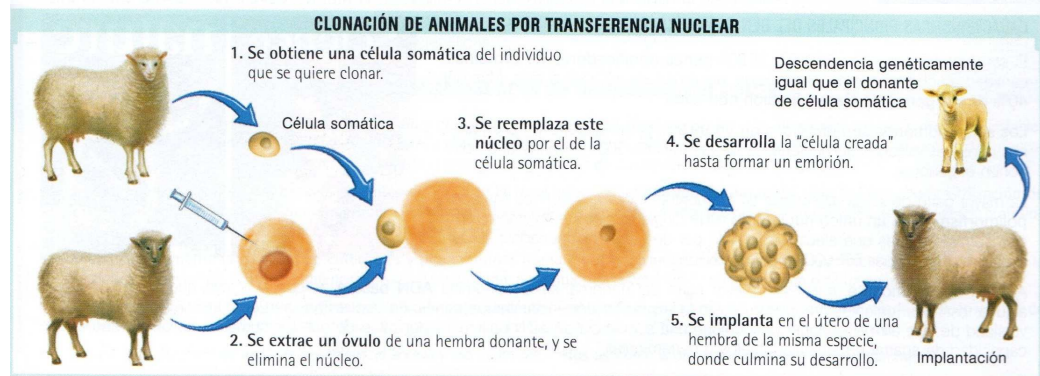 CLONACIÓN DE ANIMALES POR TRANSFERENCIA NUCLEAR
1. Se obtiene una célula somática del individuo
que se quiere clonar.
Célula somática
3. Se reemplaza este
núcleo por el de la
célula somática.
4. Se desarrolla la "célula creada"
hasta formar un embrión.
Descendencia genéticamente
igual que el donante
de célula somática
2. Se extrae un óvulo de una hembra donante, y se
elimina el núcleo.
5. Se implanta en el útero de una
hembra de la misma especie,
donde culmina su desarrollo.
Implantación